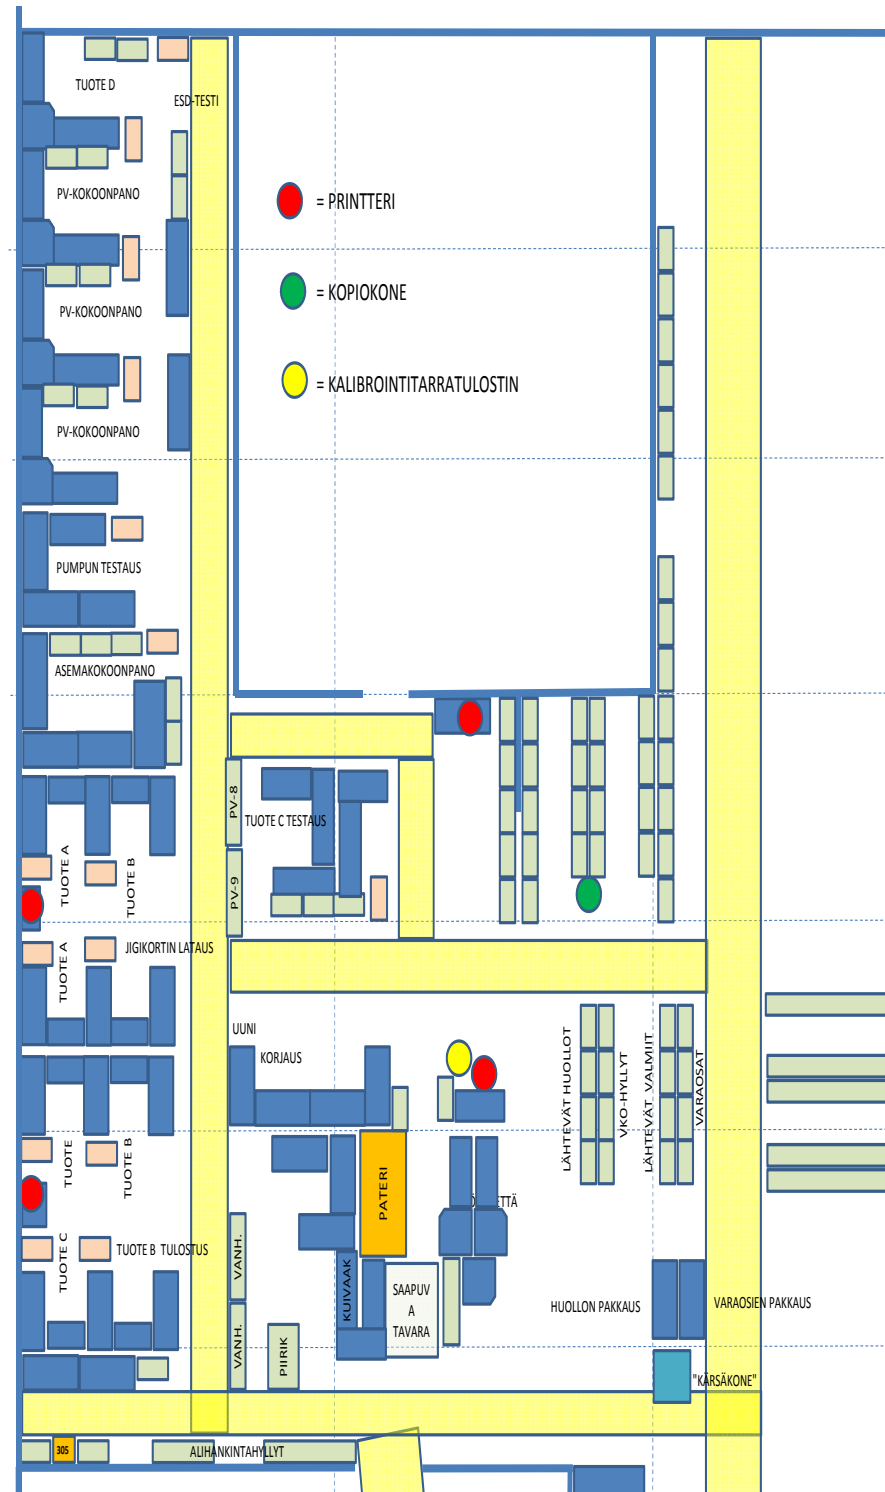 TUOTE D
ESD-TESTI
PV-KOKOONPANO
= PRINTTERI
= KOPIOKONE
PV-KOKOONPANO
= KALIBROINTITARRATULOSTIN
PV-KOKOONPANO
PUMPUN TESTAUS
ASEMAKOKOONPANO
PV-8
TUOTE C TESTAUS
TUOTE A
TUOTE B
PV-9
TUOTE A
JIGIKORTIN LATAUS
UUNI
KORJAUS
LÄHTEVÄT HUOLLOT
VKO-HYLLYT
LÄHTEVÄT VALMIIT
VARAOSAT
TUOTE
TUOTE B
PATERI
TUOTE C
TUOTE B TULOSTUS
VANH.
KUIVAAK
SAAPUV
A
TAVARA
HUOLLON PAKKAUS
VARAOSIEN PAKKAUS
VANH.
PIIRIK
"KÄRSÄKONE"
305
ALIHANKINTAHYLLYT